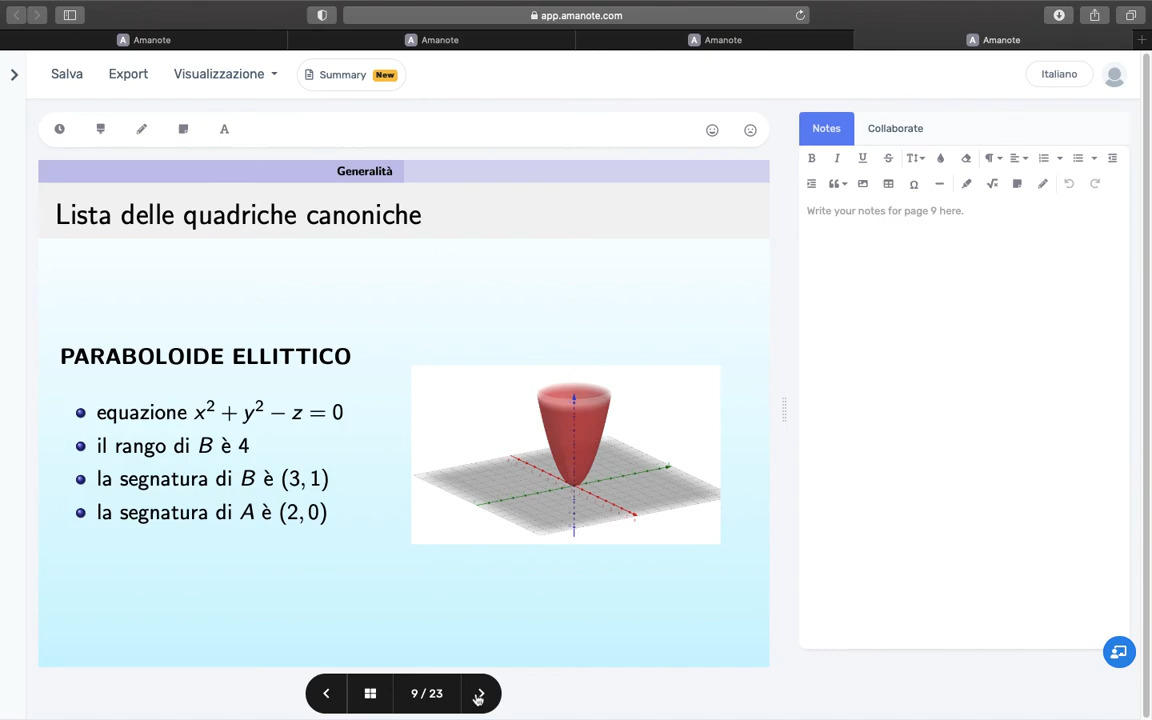 app.amanote.com
Amanote
Amanote
Amanote
Amanote
Salva
Export
Visualizzazione
Summary New
Italiano
Notes
Collaborate
Write your notes for page 9 here.
Generalità
Lista delle quadriche canoniche
PARABOLOIDE ELLITTICO
equazione x² + y² − z = 0
il rango di B è 4
la segnatura di B è (3, 1)
la segnatura di A è (2, 0)
9 / 23